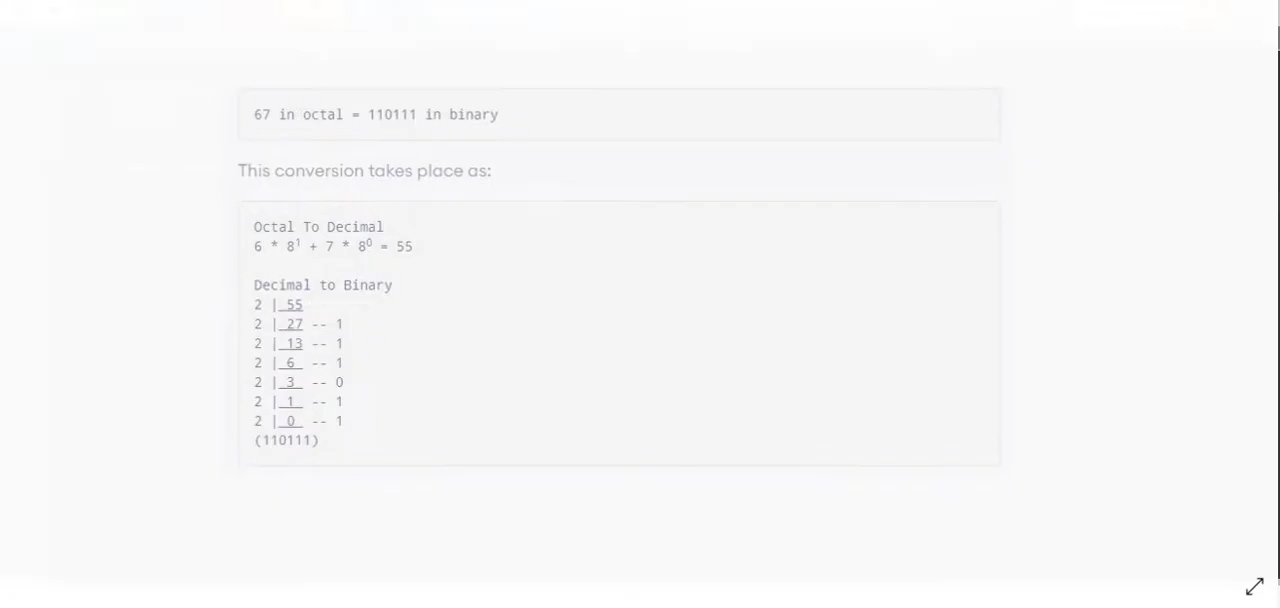 67 in octal = 110111 in binary
This conversion takes place as:
Octal To Decimal
6 * 8¹ + 7 * 8⁰ = 55
Decimal to Binary
2 | 55
2 | 27 -- 1
2 | 13 -- 1
2 | 6 -- 1
2 | 3 -- 0
2 | 1 -- 1
2 | 0 -- 1
(110111)